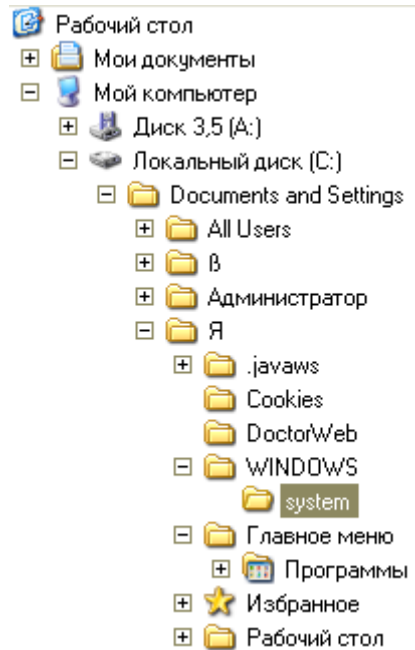 Рабочий стол
Мои документы
Мой компьютер
Диск 3,5 (A:)
Локальный диск (C:)
Documents and Settings
All Users
ß
Администратор
Я
.javaws
Cookies
DoctorWeb
WINDOWS
system
Главное меню
Программы
Избранное
Рабочий стол